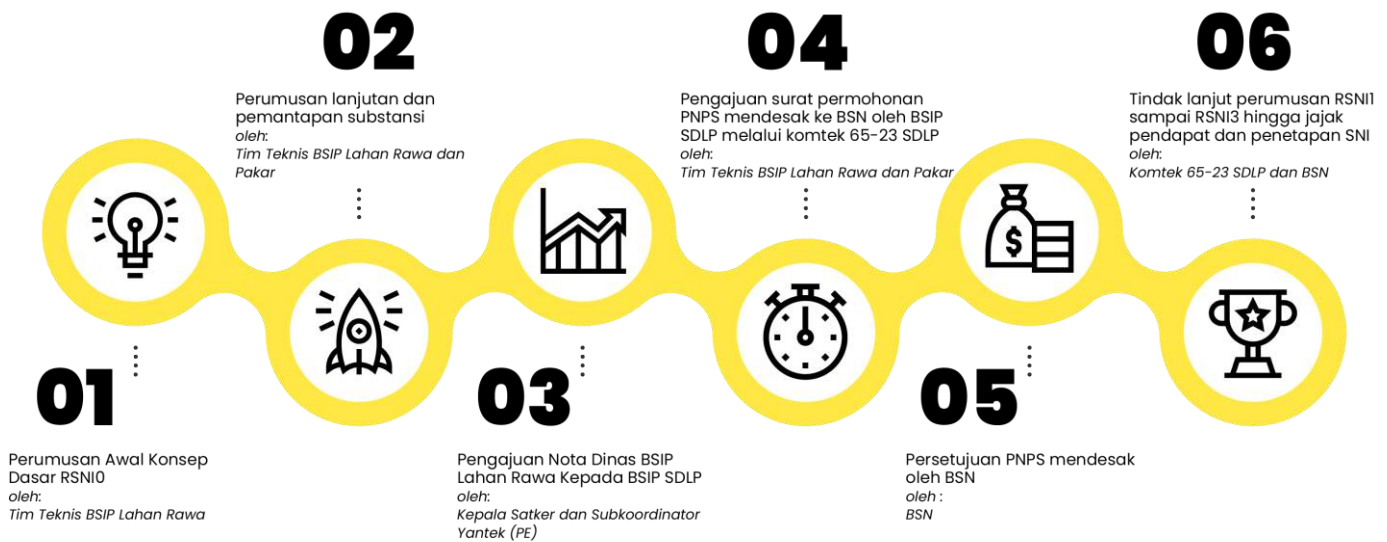 01
Perumusan Awal Konsep
Dasar RSNI0
oleh:
Tim Teknis BSIP Lahan Rawa
02
Perumusan lanjutan dan
pemantapan substansi
oleh:
Tim Teknis BSIP Lahan Rawa dan
Pakar
03
Pengajuan Nota Dinas BSIP
Lahan Rawa Kepada BSIP SDLP
oleh:
Kepala Satker dan Subkoordinator
Yantek (PE)
04
Pengajuan surat permohonan
PNPS mendesak ke BSN oleh BSIP
SDLP melalui komtek 65-23 SDLP
oleh:
Tim Teknis BSIP Lahan Rawa dan Pakar
$
05
Persetujuan PNPS mendesak
oleh BSN
oleh :
BSN
06
Tindak lanjut perumusan RSNI1
sampai RSNI3 hingga jajak
pendapat dan penetapan SNI
oleh:
Komtek 65-23 SDLP dan BSN